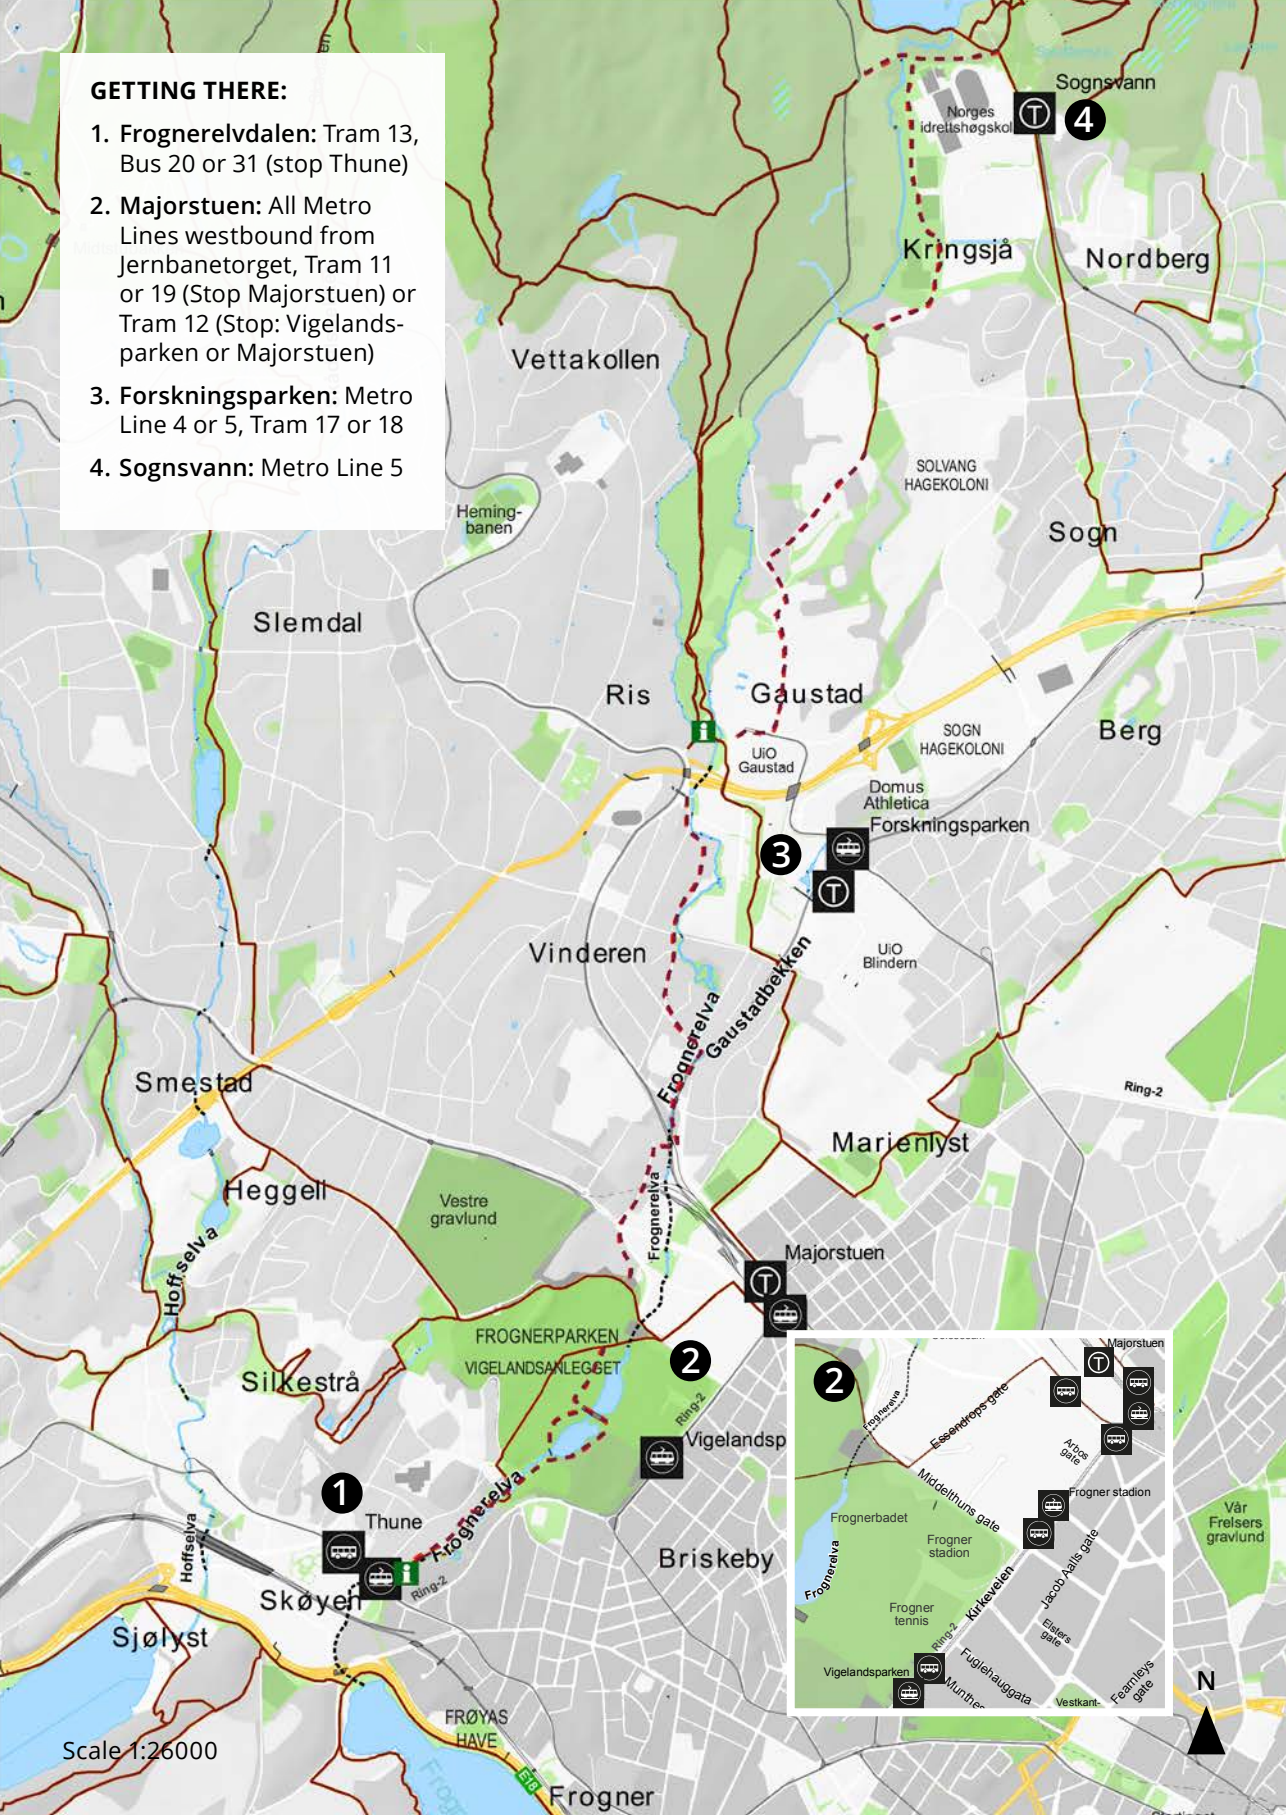 GETTING THERE:
1. Frognerelvdalen: Tram 13,
Bus 20 or 31 (stop Thune)
2. Majorstuen: All Metro
Lines westbound from
Jernbanetorget, Tram 11
or 19 (Stop Majorstuen) or
Tram 12 (Stop: Vigelands-
parken or Majorstuen)
3. Forskningsparken: Metro
Line 4 or 5, Tram 17 or 18
4. Sognsvann: Metro Line 5
Sognsvann
T
4
Norges
idrettshøgskol
Kringsjå
Nordberg
Vettakollen
SOLVANG
HAGEKOLONI
Heming-
banen
Sogn
Slemdal
Ris
i
Gaustad
UiO
Gaustad
SOGN
HAGEKOLONI
Berg
Domus
Athletica
Forskningsparken
3
T
Vinderen
UiO
Blindern
Frognerelva
Gaustadbekken
Smestad
Ring-2
Marienlyst
Heggeli
Vestre
gravlund
Frognerelva
Hoffselva
Majorstuen
T
FROGNERPARKEN
VIGELANDSANLEGGET
2
Silkestrå
Ring-2
Vigelandsp
1
Thune
Frognerelva
i
Ring-2
Hoffselva
Skøyen
Briskeby
Sjølyst
FRØYAS
HAVE
E18
Frogner
Frog
Vår
Frelsers
gravlund
2
Majorstuen
T
Frognerelva
Essendrops gate
Arbos
gate
Middelthuns gate
Frogner stadion
Frognerbadet
Frogner
stadion
Frognerelva
Jacob Aalls gate
Kirkeveien
Frogner
tennis
Ring-2
Elsters
gate
Vigelandsparken
Fuglehauggata
Munthes
Fearnleys
gate
Vestkant-
N
Scale 1:26000